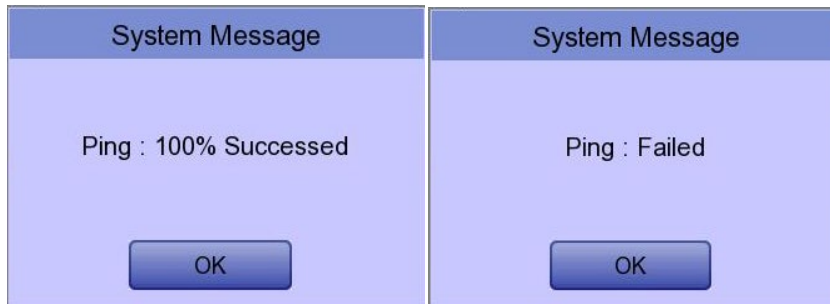 System Message
Ping : 100% Successed
OK
System Message
Ping : Failed
OK